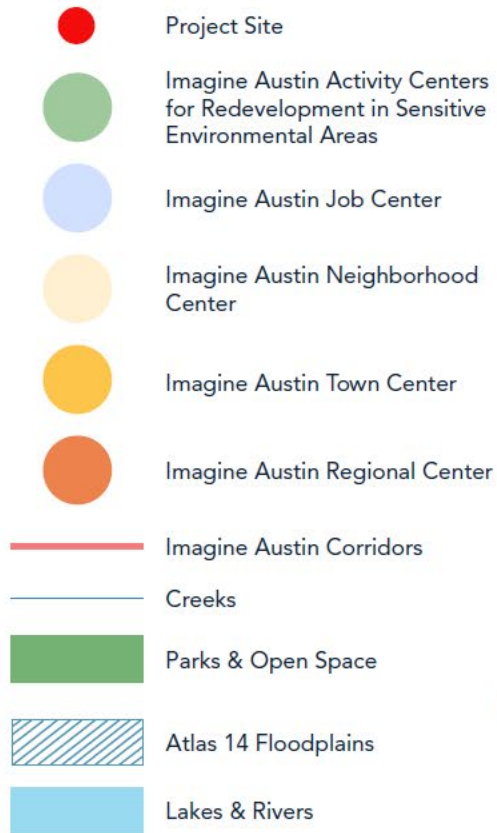 Project Site
Imagine Austin Activity Centers
for Redevelopment in Sensitive
Environmental Areas
Imagine Austin Job Center
Imagine Austin Neighborhood
Center
Imagine Austin Town Center
Imagine Austin Regional Center
Imagine Austin Corridors
Creeks
Parks & Open Space
Atlas 14 Floodplains
Lakes & Rivers